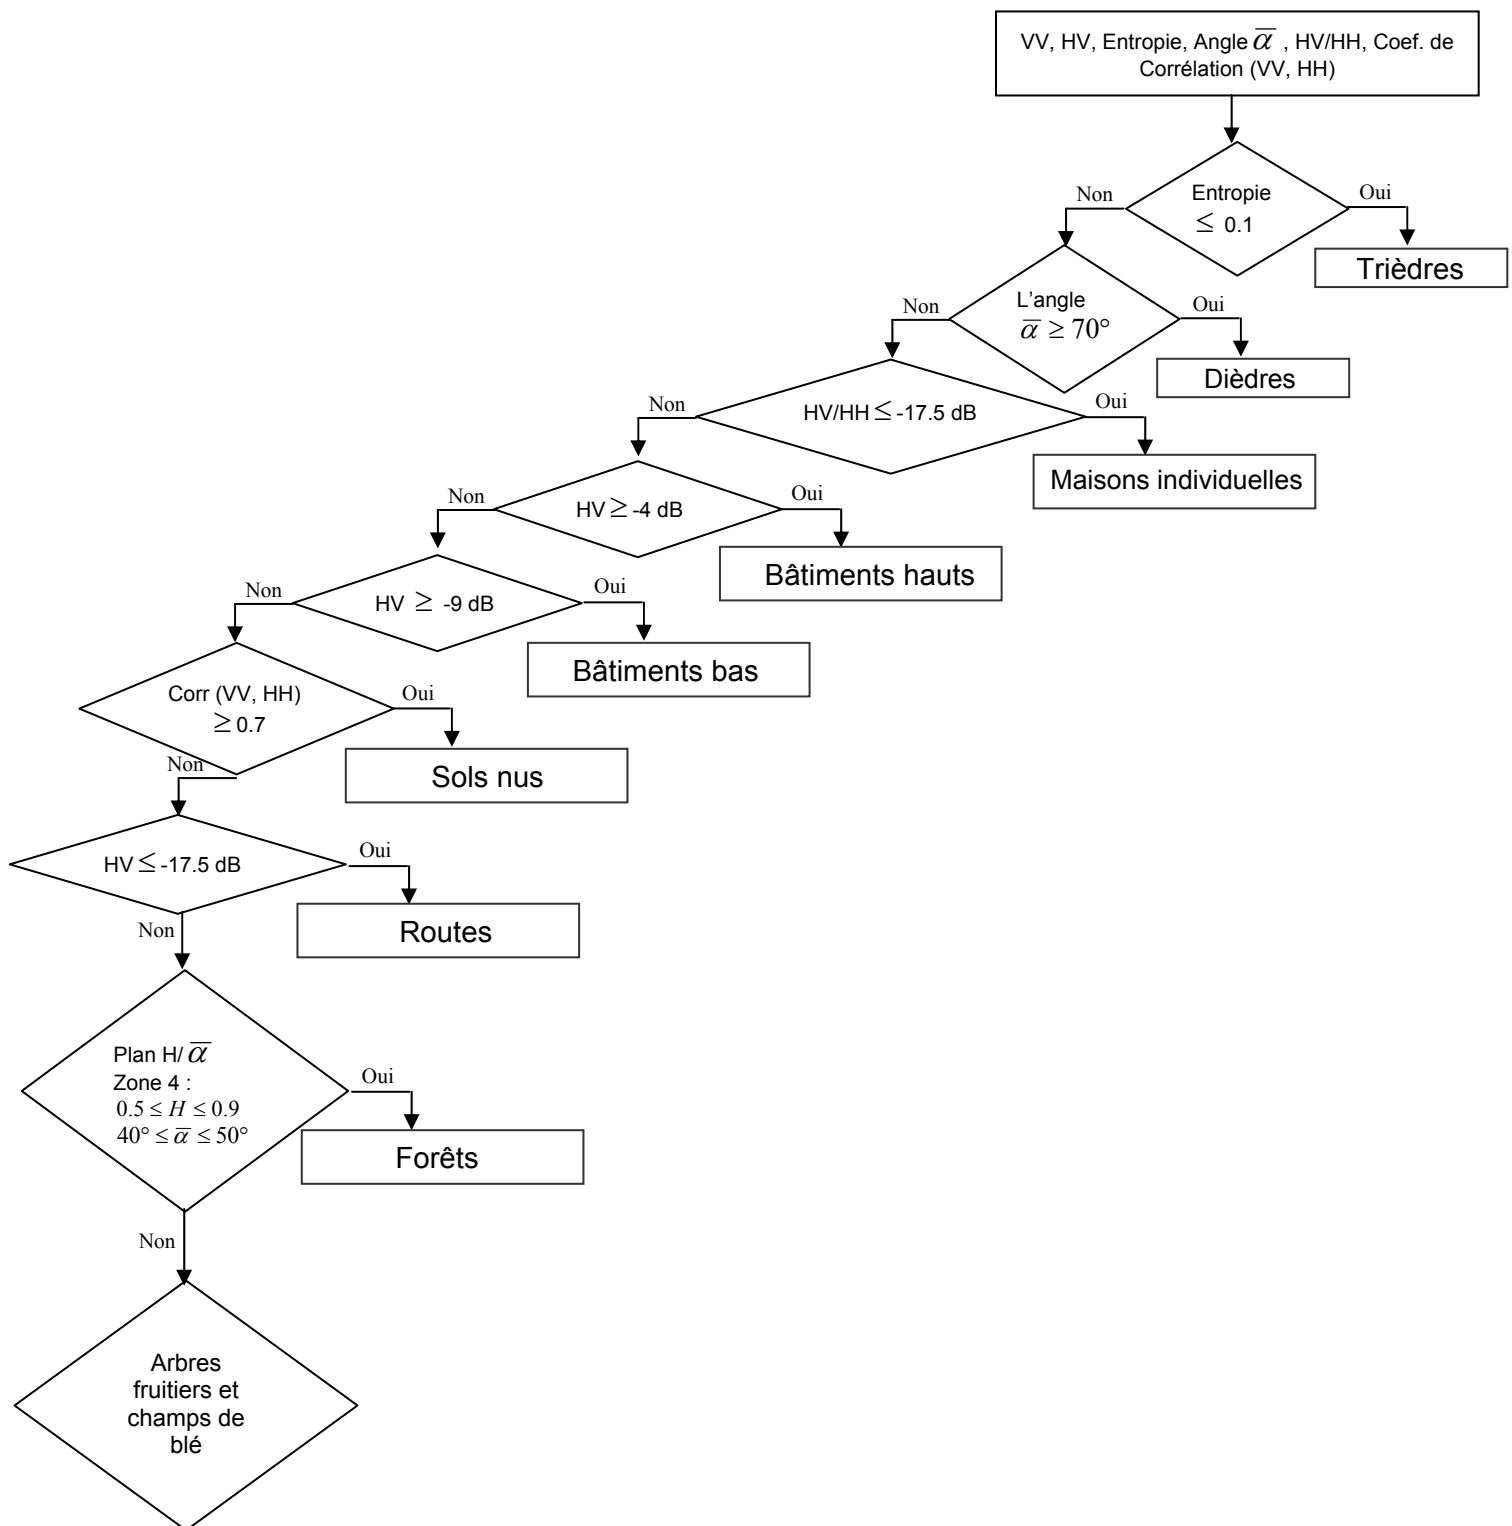 VV, HV, Entropie, Angle ᾱ , HV/HH, Coef. de
Corrélation (VV, HH)
Non
Entropie
≤ 0.1
Oui
Trièdres
Non
L'angle
ᾱ ≥ 70°
Oui
Dièdres
Non
HV/HH ≤ -17.5 dB
Oui
Maisons individuelles
Non
HV ≥ -4 dB
Oui
Bâtiments hauts
Non
HV ≥ -9 dB
Oui
Bâtiments bas
Corr (VV, HH)
≥ 0.7
Oui
Sols nus
Non
HV ≤ -17.5 dB
Oui
Routes
Non
Plan H/ ᾱ
Zone 4 :
0.5 ≤ H ≤ 0.9
40° ≤ ᾱ ≤ 50°
Oui
Forêts
Non
Arbres
fruitiers et
champs de
blé